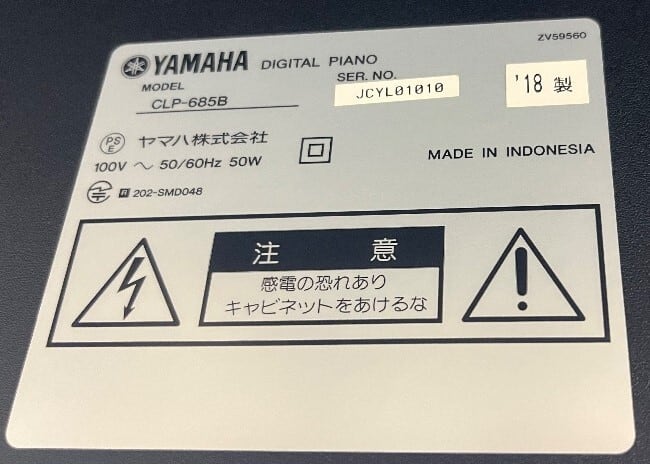 ZV59560
YAMAHA DIGITAL PIANO
MODEL
CLP-685B
SER. NO.
JCYL01010
'18 製
PSE ヤマハ株式会社
100V ～ 50/60Hz 50W
MADE IN INDONESIA
R 202-SMD048
注意
感電の恐れあり
キャビネットをあけるな